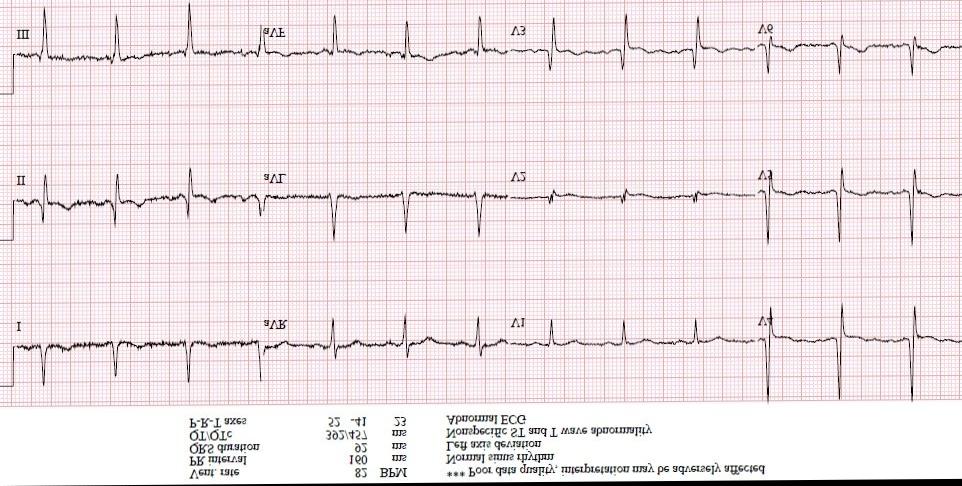 Vent. rate 82 BPM *** Poor data quality, interpretation may be adversely affected
PR interval 160 ms Normal sinus rhythm
QRS duration 92 ms Left axis deviation
QT/QTc 392/457 ms Nonspecific ST and T wave abnormality
P-R-T axes 52 -41 23 Abnormal ECG
I aVR V1 V4
II aVL V2 V5
III aVF V3 V6